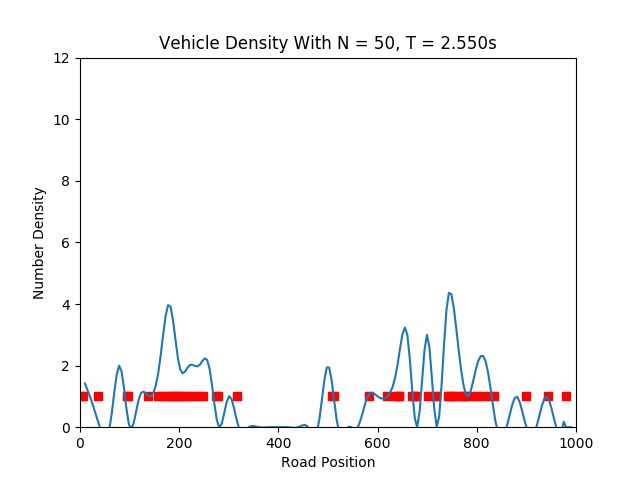 Vehicle Density With N = 50, T = 2.550s
12
10
8
6
4
2
0
Number Density
0 200 400 600 800 1000
Road Position